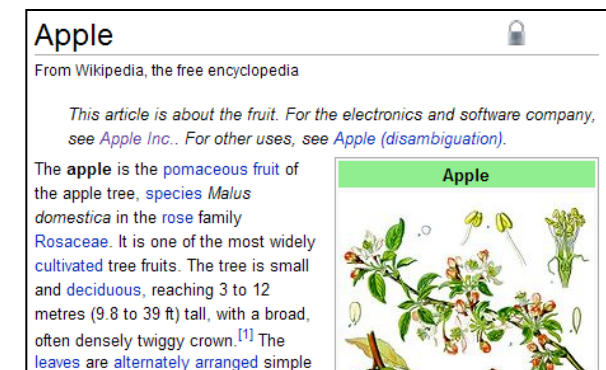 Apple
From Wikipedia, the free encyclopedia
This article is about the fruit. For the electronics and software company,
see Apple Inc.. For other uses, see Apple (disambiguation).
The apple is the pomaceous fruit of
the apple tree, species Malus
domestica in the rose family
Rosaceae. It is one of the most widely
cultivated tree fruits. The tree is small
and deciduous, reaching 3 to 12
metres (9.8 to 39 ft) tall, with a broad,
often densely twiggy crown.[1] The
leaves are alternately arranged simple
Apple